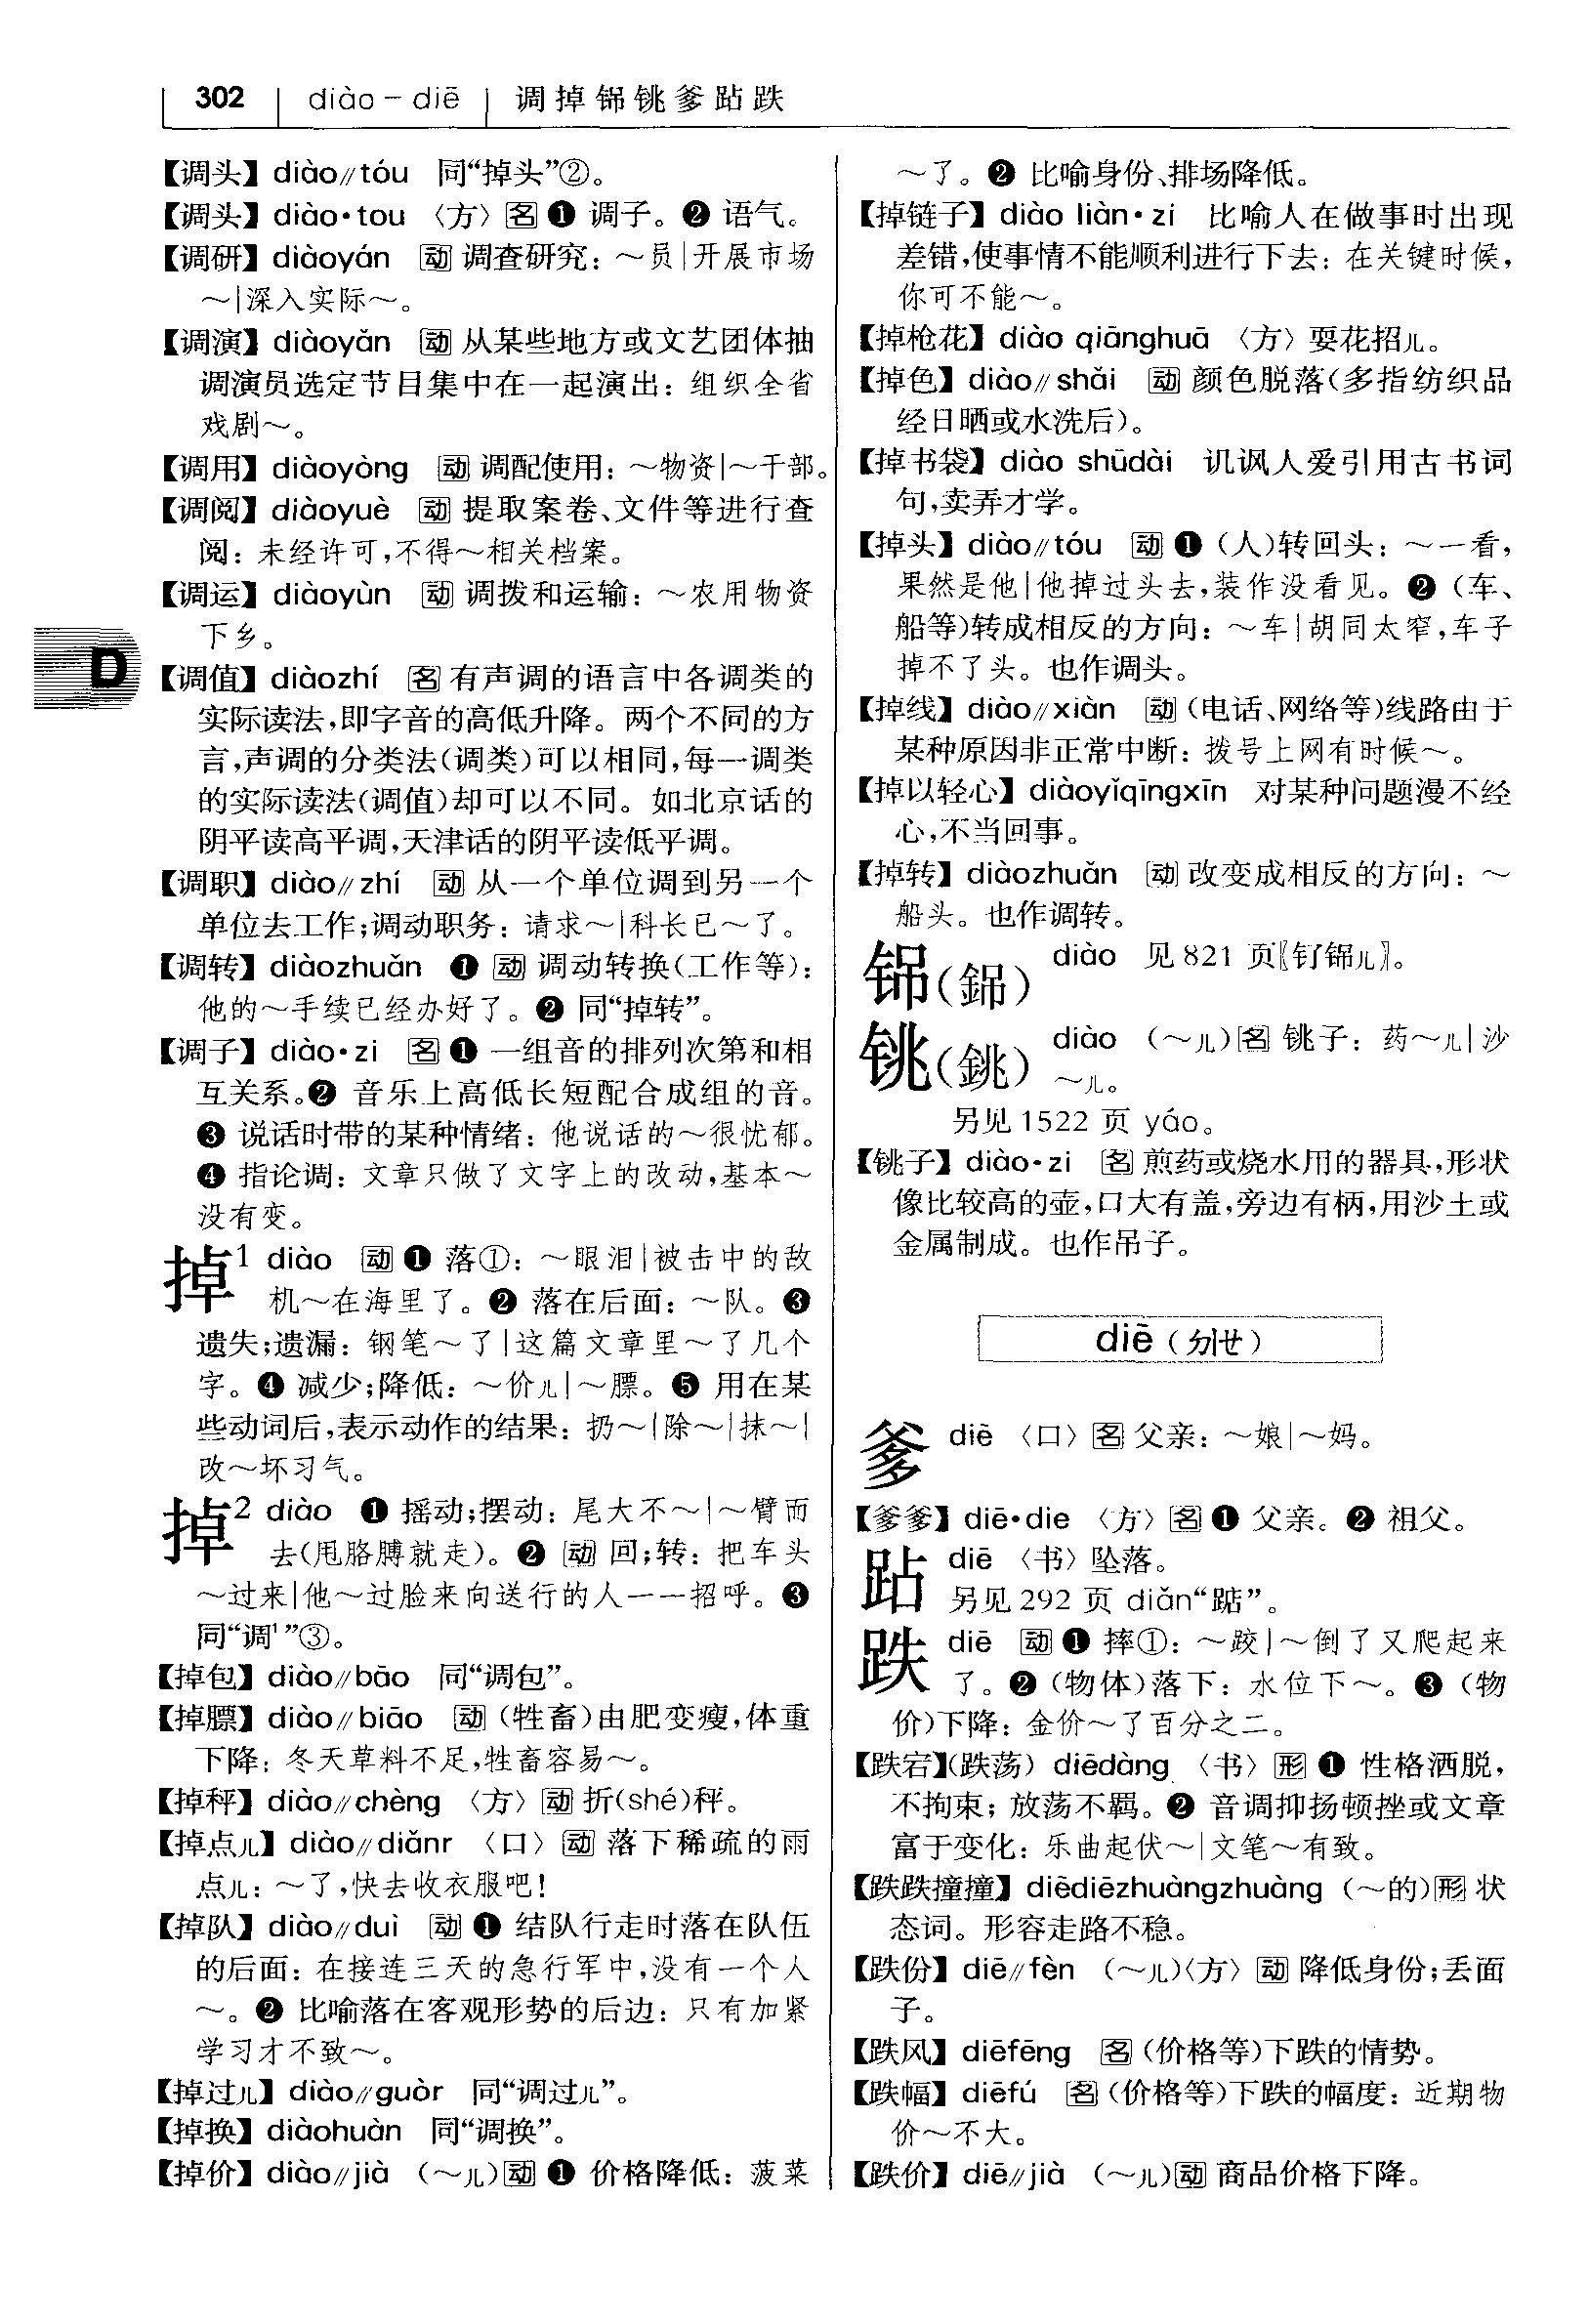 302 diào－diē 调掉铞铫爹跕跌
【调头】diào∥tóu 同“掉头”②。
【调头】diào·tou 〈方〉名❶ 调子。❷ 语气。
【调研】diàoyán 动 调查研究：～员|开展市场
～|深入实际～。
【调演】diàoyǎn 动 从某些地方或文艺团体抽
调演员选定节目集中在一起演出：组织全省
戏剧～。
【调用】diàoyòng 动 调配使用：～物资|～干部。
【调阅】diàoyuè 动 提取案卷、文件等进行查
阅：未经许可，不得～相关档案。
【调运】diàoyùn 动 调拨和运输：～农用物资
下乡。
D
【调值】diàozhí 名 有声调的语言中各调类的
实际读法，即字音的高低升降。两个不同的方
言，声调的分类法(调类)可以相同，每一调类
的实际读法(调值)却可以不同。如北京话的
阴平读高平调，天津话的阴平读低平调。
【调职】diào∥zhí 动 从一个单位调到另一个
单位去工作；调动职务：请求～|科长已～了。
【调转】diàozhuǎn ❶ 动 调动转换(工作等)：
他的～手续已经办好了。❷ 同“掉转”。
【调子】diào·zi 名❶ 一组音的排列次第和相
互关系。❷ 音乐上高低长短配合成组的音。
❸ 说话时带的某种情绪：他说话的～很忧郁。
❹ 指论调：文章只做了文字上的改动，基本～
没有变。
掉1 diào 动❶ 落①：～眼泪|被击中的敌
机～在海里了。❷ 落在后面：～队。❸
遗失；遗漏：钢笔～了|这篇文章里～了几个
字。❹ 减少；降低：～价儿|～膘。❺ 用在某
些动词后，表示动作的结果：扔～|除～|抹～|
改～坏习气。
掉2 diào ❶ 摇动；摆动：尾大不～|～臂而
去(甩胳膊就走)。❷ 动 回；转：把车头
～过来|他～过脸来向送行的人一一招呼。❸
同“调1”③。
【掉包】diào∥bāo 同“调包”。
【掉膘】diào∥biāo 动 (牲畜)由肥变瘦，体重
下降：冬天草料不足，牲畜容易～。
【掉秤】diào∥chèng 〈方〉动 折(shé)秤。
【掉点儿】diào∥diǎnr 〈口〉动 落下稀疏的雨
点儿：～了，快去收衣服吧！
【掉队】diào∥duì 动❶ 结队行走时落在队伍
的后面：在接连三天的急行军中，没有一个人
～。❷ 比喻落在客观形势的后边：只有加紧
学习才不致～。
【掉过儿】diào∥guòr 同“调过儿”。
【掉换】diàohuàn 同“调换”。
【掉价】diào∥jià (～儿)动❶ 价格降低：菠菜
～了。❷ 比喻身份、排场降低。
【掉链子】diào liàn·zi 比喻人在做事时出现
差错，使事情不能顺利进行下去：在关键时候，
你可不能～。
【掉枪花】diào qiānghuā 〈方〉耍花招儿。
【掉色】diào∥shǎi 动 颜色脱落(多指纺织品
经日晒或水洗后)。
【掉书袋】diào shūdài 讥讽人爱引用古书词
句，卖弄才学。
【掉头】diào∥tóu 动❶ (人)转回头：～一看，
果然是他|他掉过头去，装作没看见。❷ (车、
船等)转成相反的方向：～车|胡同太窄，车子
掉不了头。也作调头。
【掉线】diào∥xiàn 动 (电话、网络等)线路由于
某种原因非正常中断：拨号上网有时候～。
【掉以轻心】diàoyǐqīngxīn 对某种问题漫不经
心，不当回事。
【掉转】diàozhuǎn 动 改变成相反的方向：～
船头。也作调转。
铞(銱) diào 见 821 页〖钌铞儿〗。
铫(銚) diào (～儿)名 铫子：药～儿|沙
～儿。
另见 1522 页 yáo。
【铫子】diào·zi 名 煎药或烧水用的器具，形状
像比较高的壶，口大有盖，旁边有柄，用沙土或
金属制成。也作吊子。
diē（ㄉㄧㄝ）
爹 diē 〈口〉名 父亲：～娘|～妈。
【爹爹】diē·die 〈方〉名❶ 父亲。❷ 祖父。
跕 diē 〈书〉坠落。
另见 292 页 diǎn“踮”。
跌 diē 动❶ 摔①：～跤|～倒了又爬起来
了。❷ (物体)落下：水位下～。❸ (物
价)下降：金价～了百分之二。
【跌宕】(跌荡) diēdàng 〈书〉形❶ 性格洒脱，
不拘束；放荡不羁。❷ 音调抑扬顿挫或文章
富于变化：乐曲起伏～|文笔～有致。
【跌跌撞撞】diēdiēzhuàngzhuàng (～的)形 状
态词。形容走路不稳。
【跌份】diē∥fèn (～儿)〈方〉动 降低身份；丢面
子。
【跌风】diēfēng 名 (价格等)下跌的情势。
【跌幅】diēfú 名 (价格等)下跌的幅度：近期物
价～不大。
【跌价】diē∥jià (～儿)动 商品价格下降。